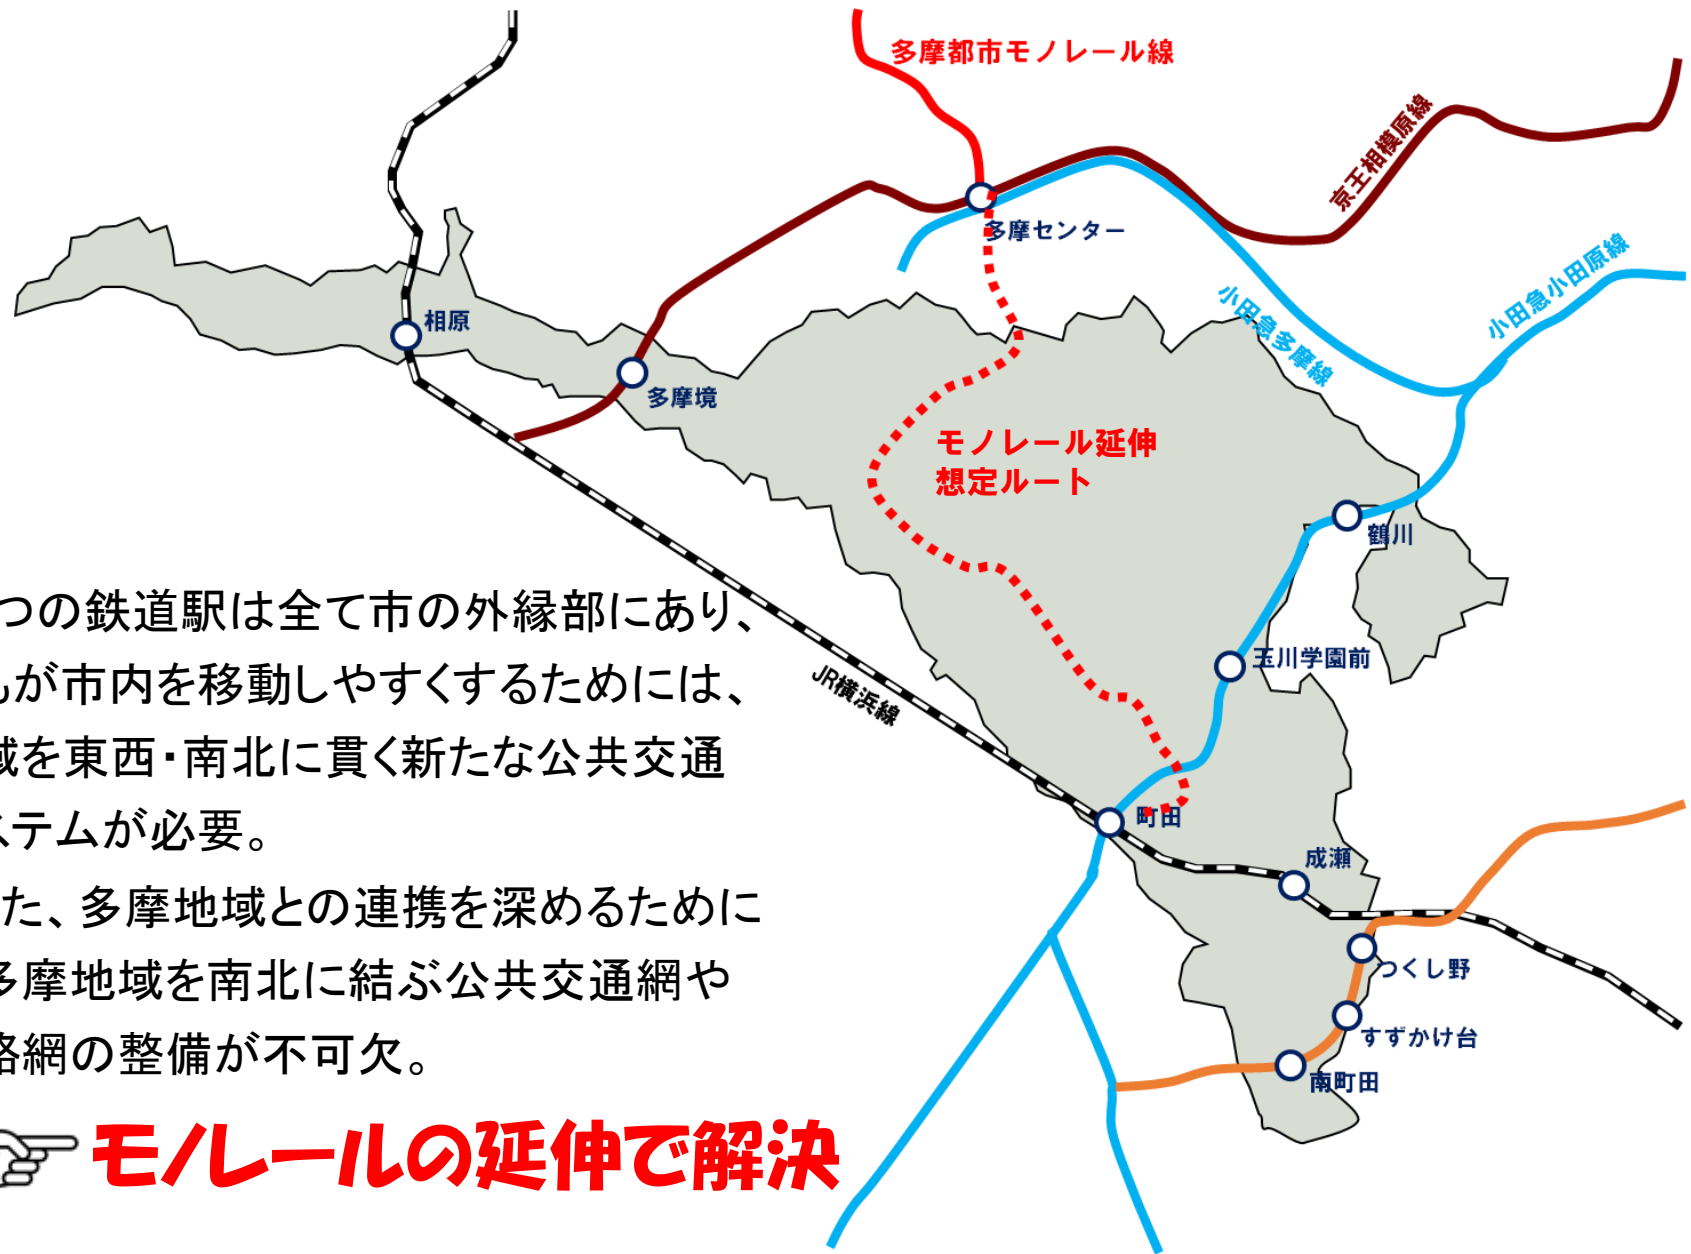 多摩都市モノレール線
京王相模原線
多摩センター
小田急小田原線
小田急多摩線
相原
多摩境
モノレール延伸
想定ルート
鶴川
玉川学園前
JR横浜線
町田
成瀬
つくし野
すずかけ台
南町田
つの鉄道駅は全て市の外縁部にあり、
が市内を移動しやすくするためには、
域を東西・南北に貫く新たな公共交通
ステムが必要。
た、多摩地域との連携を深めるために
多摩地域を南北に結ぶ公共交通網や
路網の整備が不可欠。
モノレールの延伸で解決